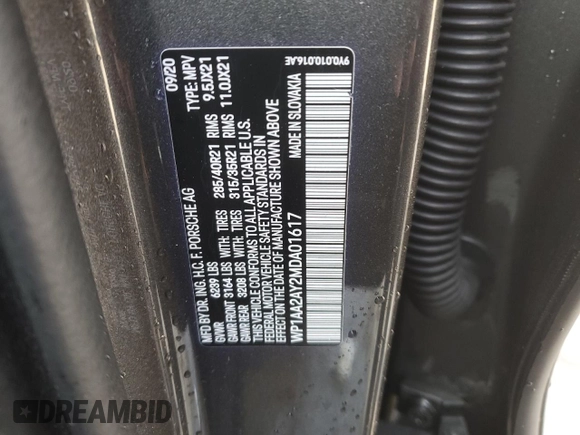 MFD BY DR. ING. H.C. F. PORSCHE AG 09/20
GVWR 6239 LBS TYPE: MPV
GAWR FRONT 3164 LBS WITH TIRES 285/40R21 RIMS 9.5JX21
GAWR REAR 3208 LBS WITH TIRES 315/35R21 RIMS 11.0JX21
THIS VEHICLE CONFORMS TO ALL APPLICABLE U.S.
FEDERAL MOTOR VEHICLE SAFETY STANDARDS IN EFFECT
ON THE DATE OF MANUFACTURE SHOWN ABOVE
WP1AA2AY2MDA01617 MADE IN SLOVAKIA
9Y0.010.016.AE
DREAMBID